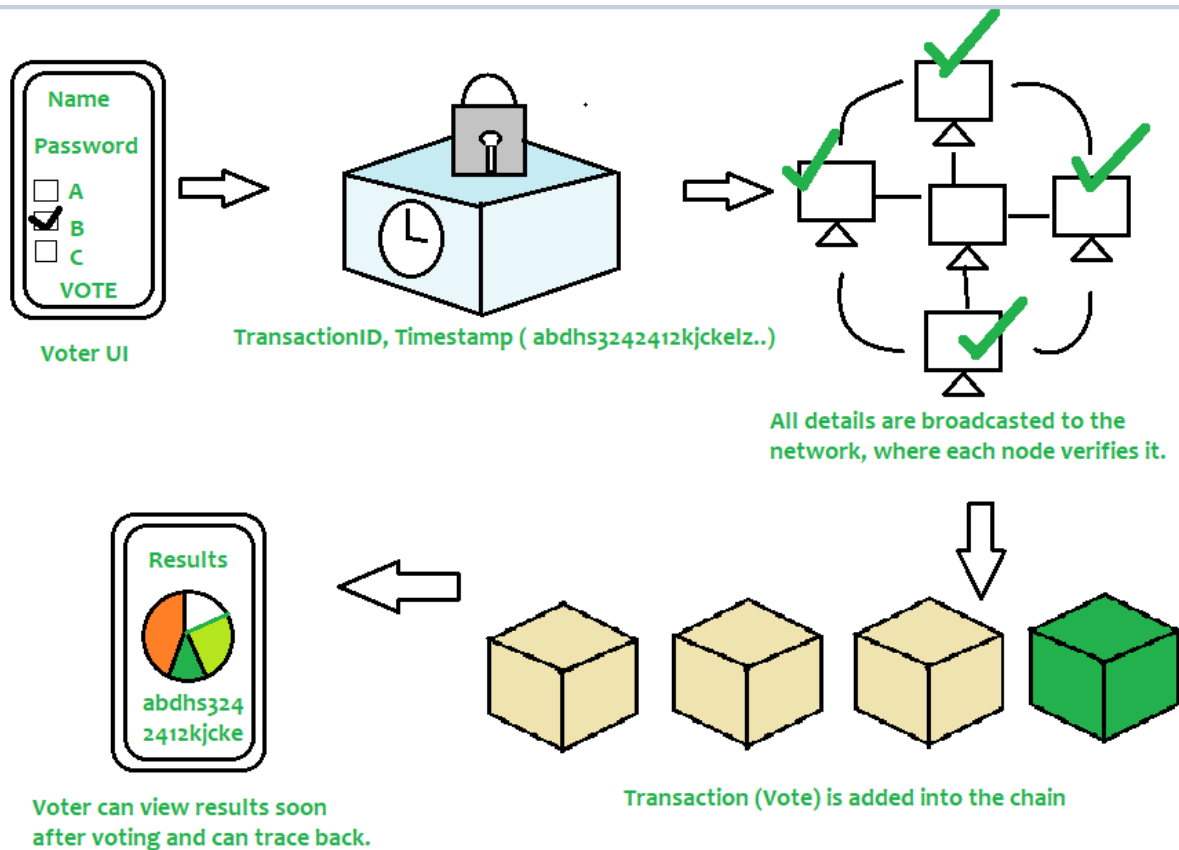 Name
Password
A
B
C
VOTE
Voter UI
TransactionID, Timestamp ( abdhs3242412kjckelz..)
All details are broadcasted to the
network, where each node verifies it.
Results
abdhs324
2412kjcke
Voter can view results soon
after voting and can trace back.
Transaction (Vote) is added into the chain